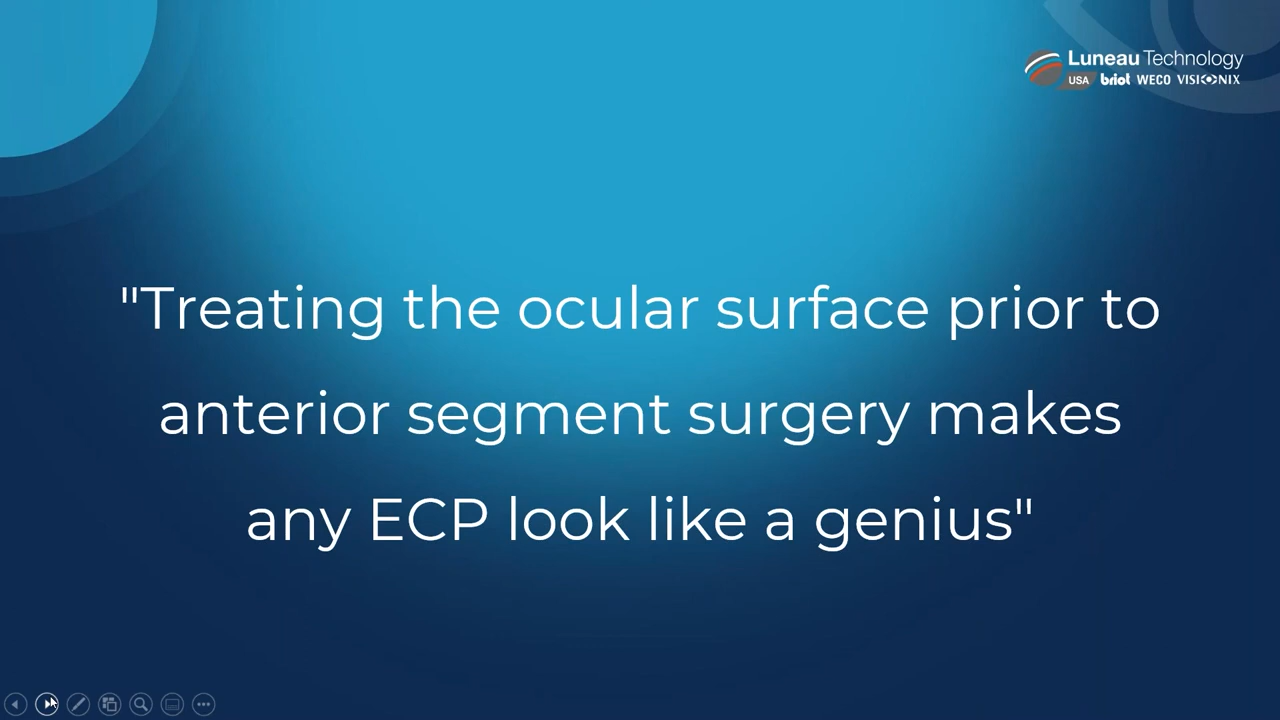 Luneau Technology
USA briot WECO VISIONIX
"Treating the ocular surface prior to
anterior segment surgery makes
any ECP look like a genius"